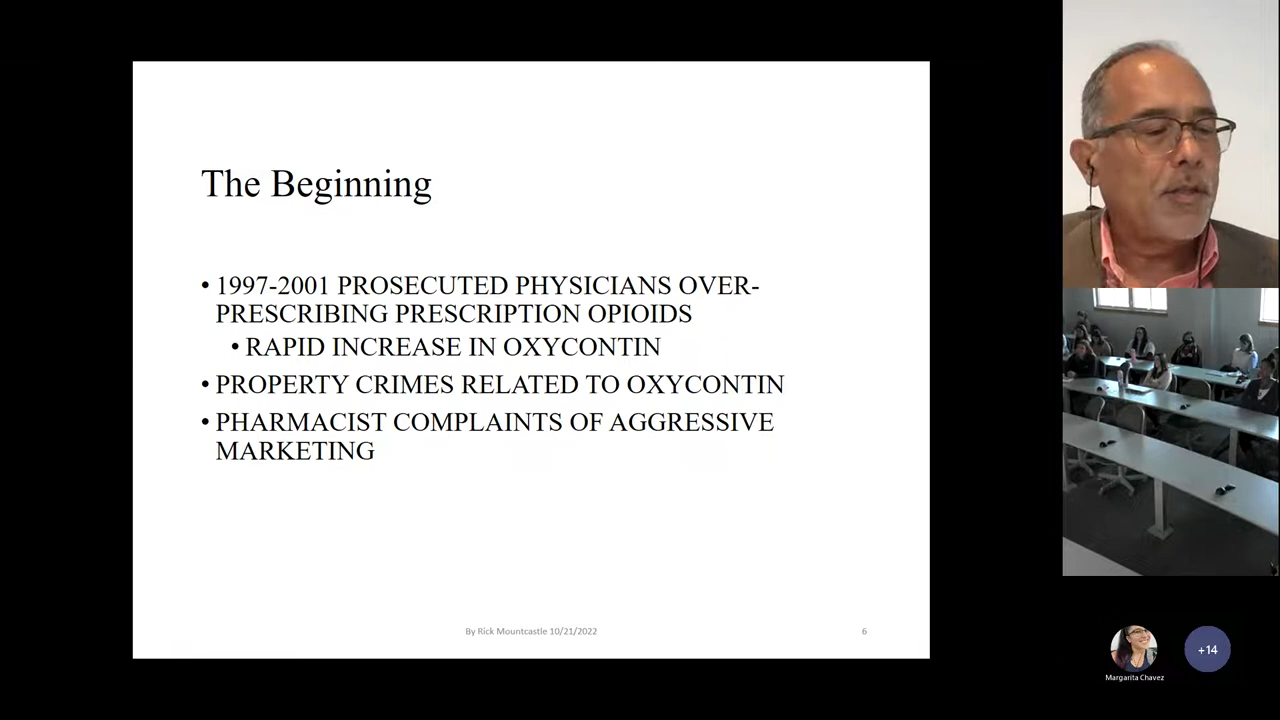 The Beginning
• 1997-2001 PROSECUTED PHYSICIANS OVER-
PRESCRIBING PRESCRIPTION OPIOIDS
• RAPID INCREASE IN OXYCONTIN
• PROPERTY CRIMES RELATED TO OXYCONTIN
• PHARMACIST COMPLAINTS OF AGGRESSIVE
MARKETING
By Rick Mountcastle 10/21/2022
6
+14
Margarita Chavez